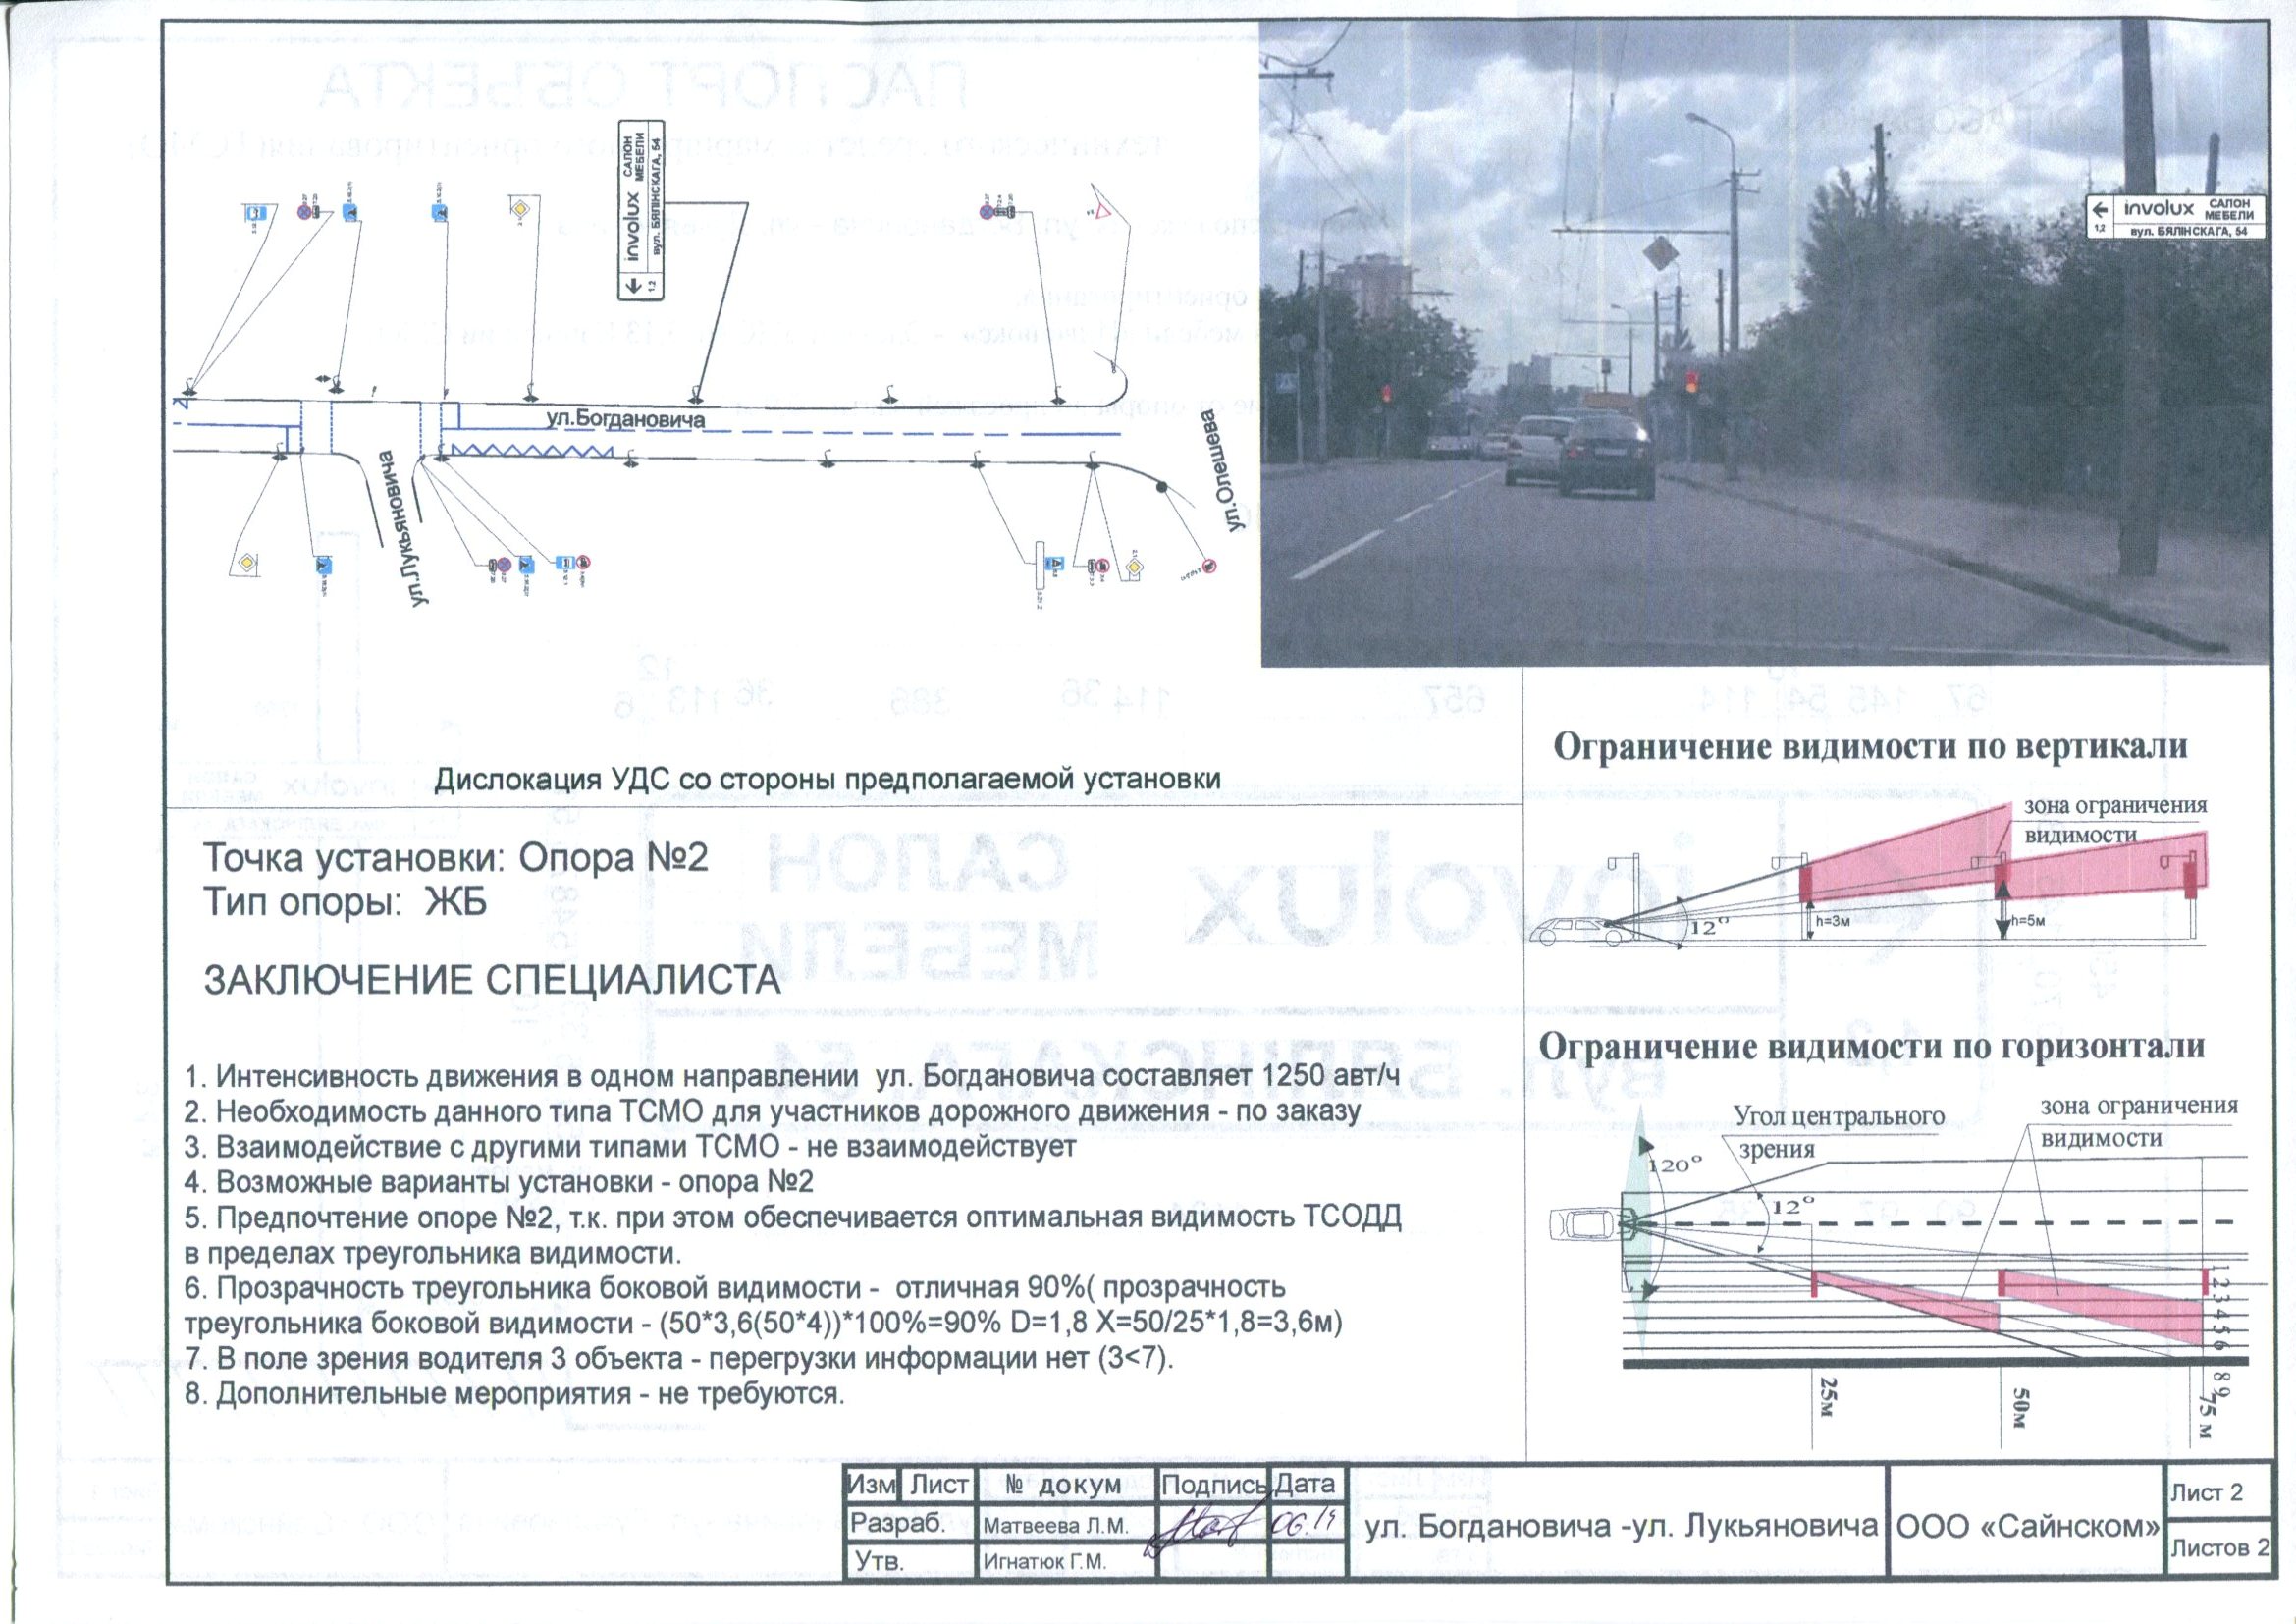 involux САЛОН МЕБЕЛИ
1,2 вул. БЯЛІНСКАГА, 54
ул.Богдановича
ул.Лукьяновича
ул.Олешева
involux САЛОН МЕБЕЛИ
1,2 вул. БЯЛІНСКАГА, 54
Дислокация УДС со стороны предполагаемой установки
Точка установки: Опора №2
Тип опоры: ЖБ
ЗАКЛЮЧЕНИЕ СПЕЦИАЛИСТА
1. Интенсивность движения в одном направлении ул. Богдановича составляет 1250 авт/ч
2. Необходимость данного типа ТСМО для участников дорожного движения - по заказу
3. Взаимодействие с другими типами ТСМО - не взаимодействует
4. Возможные варианты установки - опора №2
5. Предпочтение опоре №2, т.к. при этом обеспечивается оптимальная видимость ТСОДД
в пределах треугольника видимости.
6. Прозрачность треугольника боковой видимости - отличная 90%( прозрачность
треугольника боковой видимости - (50*3,6(50*4))*100%=90% D=1,8 X=50/25*1,8=3,6м)
7. В поле зрения водителя 3 объекта - перегрузки информации нет (3<7).
8. Дополнительные мероприятия - не требуются.
Ограничение видимости по вертикали
зона ограничения
видимости
12°
h=3м
h=5м
Ограничение видимости по горизонтали
Угол центрального
зрения
зона ограничения
видимости
120°
12°
1 2 3 4 5 6 8 9
25м
50м
75 м
Изм Лист № докум Подпись Дата
Разраб. Матвеева Л.М.
Утв. Игнатюк Г.М.
ул. Богдановича -ул. Лукьяновича
ООО «Сайнском»
Лист 2
Листов 2